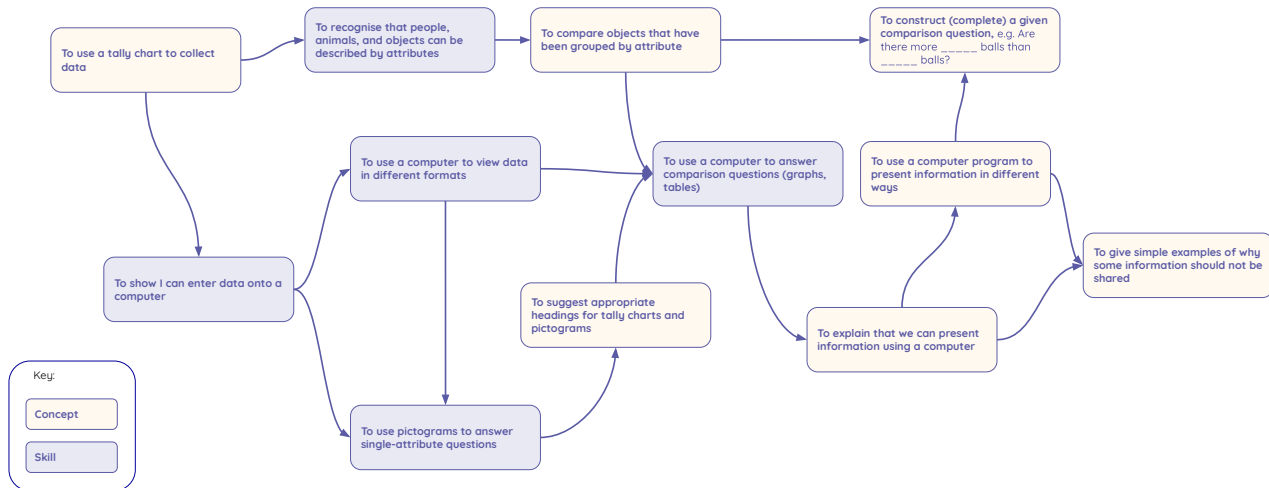 To use a tally chart to collect
data
To recognise that people,
animals, and objects can be
described by attributes
To compare objects that have
been grouped by attribute
To construct (complete) a given
comparison question, e.g. Are
there more _____ balls than
_____ balls?
To use a computer to view data
in different formats
To use a computer to answer
comparison questions (graphs,
tables)
To use a computer program to
present information in different
ways
To give simple examples of why
some information should not be
shared
To show I can enter data onto a
computer
To suggest appropriate
headings for tally charts and
pictograms
To explain that we can present
information using a computer
To use pictograms to answer
single-attribute questions
Key:
Concept
Skill